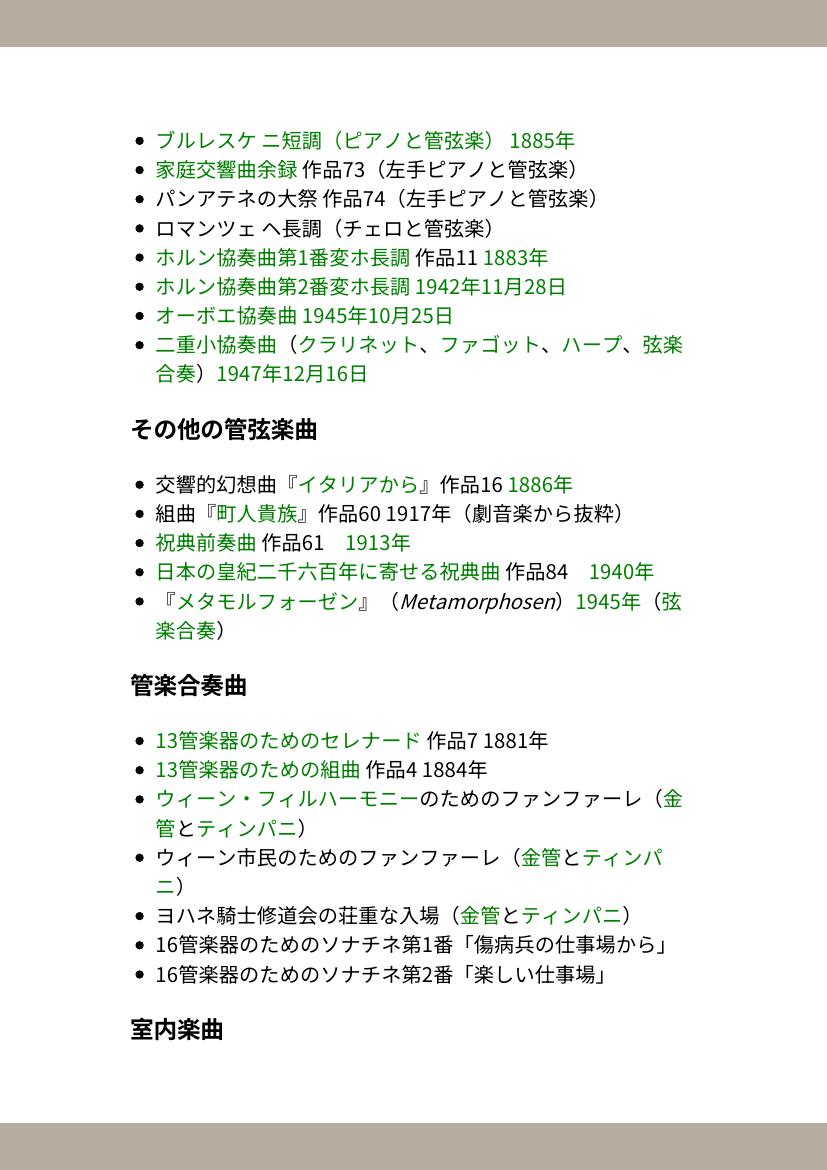 ブルレスケ ニ短調（ピアノと管弦楽） 1885年
家庭交響曲余録 作品73（左手ピアノと管弦楽）
パンアテネの大祭 作品74（左手ピアノと管弦楽）
ロマンツェ ヘ長調（チェロと管弦楽）
ホルン協奏曲第1番変ホ長調 作品11 1883年
ホルン協奏曲第2番変ホ長調 1942年11月28日
オーボエ協奏曲 1945年10月25日
二重小協奏曲（クラリネット、ファゴット、ハープ、弦楽
合奏）1947年12月16日
その他の管弦楽曲
交響的幻想曲『イタリアから』作品16 1886年
組曲『町人貴族』作品60 1917年（劇音楽から抜粋）
祝典前奏曲 作品61　1913年
日本の皇紀二千六百年に寄せる祝典曲 作品84　1940年
『メタモルフォーゼン』（Metamorphosen）1945年（弦
楽合奏）
管楽合奏曲
13管楽器のためのセレナード 作品7 1881年
13管楽器のための組曲 作品4 1884年
ウィーン・フィルハーモニーのためのファンファーレ（金
管とティンパニ）
ウィーン市民のためのファンファーレ（金管とティンパ
ニ）
ヨハネ騎士修道会の荘重な入場（金管とティンパニ）
16管楽器のためのソナチネ第1番「傷病兵の仕事場から」
16管楽器のためのソナチネ第2番「楽しい仕事場」
室内楽曲